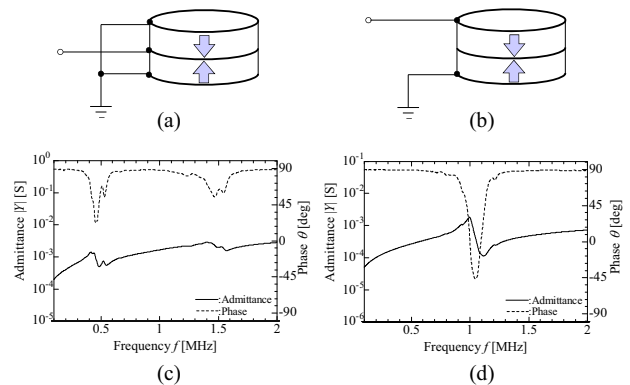 (a)
(b)
10^0
10^-1
10^-2
10^-3
10^-4
10^-5
Admittance |Y| [S]
90
45
0
-45
-90
Phase θ [deg]
:Admittance
:Phase
0.5
1
1.5
2
Frequency f [MHz]
(c)
10^-1
10^-2
10^-3
10^-4
10^-5
10^-6
Admittance |Y| [S]
90
45
0
-45
-90
Phase θ [deg]
:Admittance
:Phase
0.5
1
1.5
2
Frequency f [MHz]
(d)